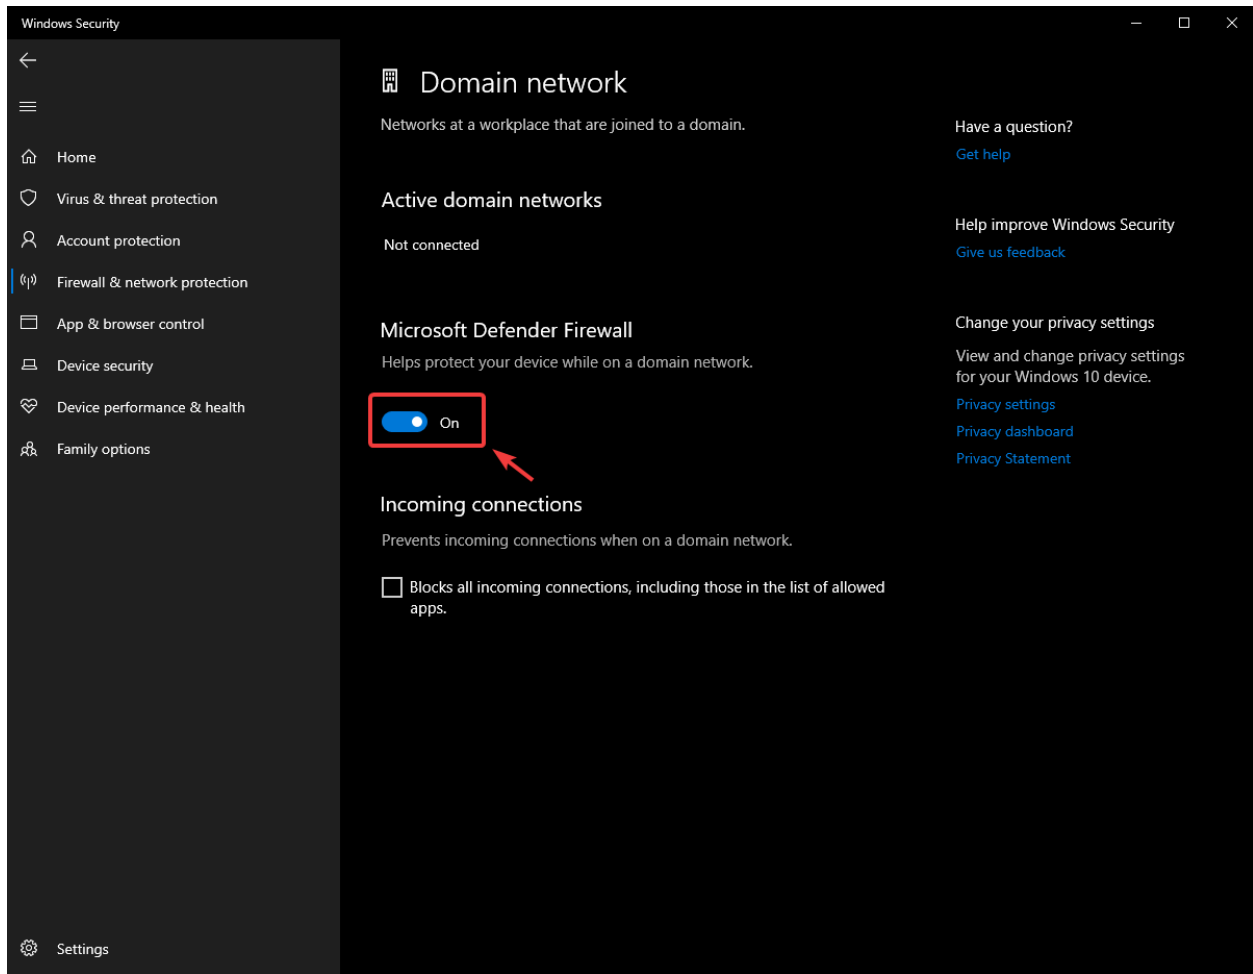 Windows Security
Home
Virus & threat protection
Account protection
Firewall & network protection
App & browser control
Device security
Device performance & health
Family options
Settings
Domain network
Networks at a workplace that are joined to a domain.
Active domain networks
Not connected
Microsoft Defender Firewall
Helps protect your device while on a domain network.
On
Incoming connections
Prevents incoming connections when on a domain network.
Blocks all incoming connections, including those in the list of allowed
apps.
Have a question?
Get help
Help improve Windows Security
Give us feedback
Change your privacy settings
View and change privacy settings
for your Windows 10 device.
Privacy settings
Privacy dashboard
Privacy Statement